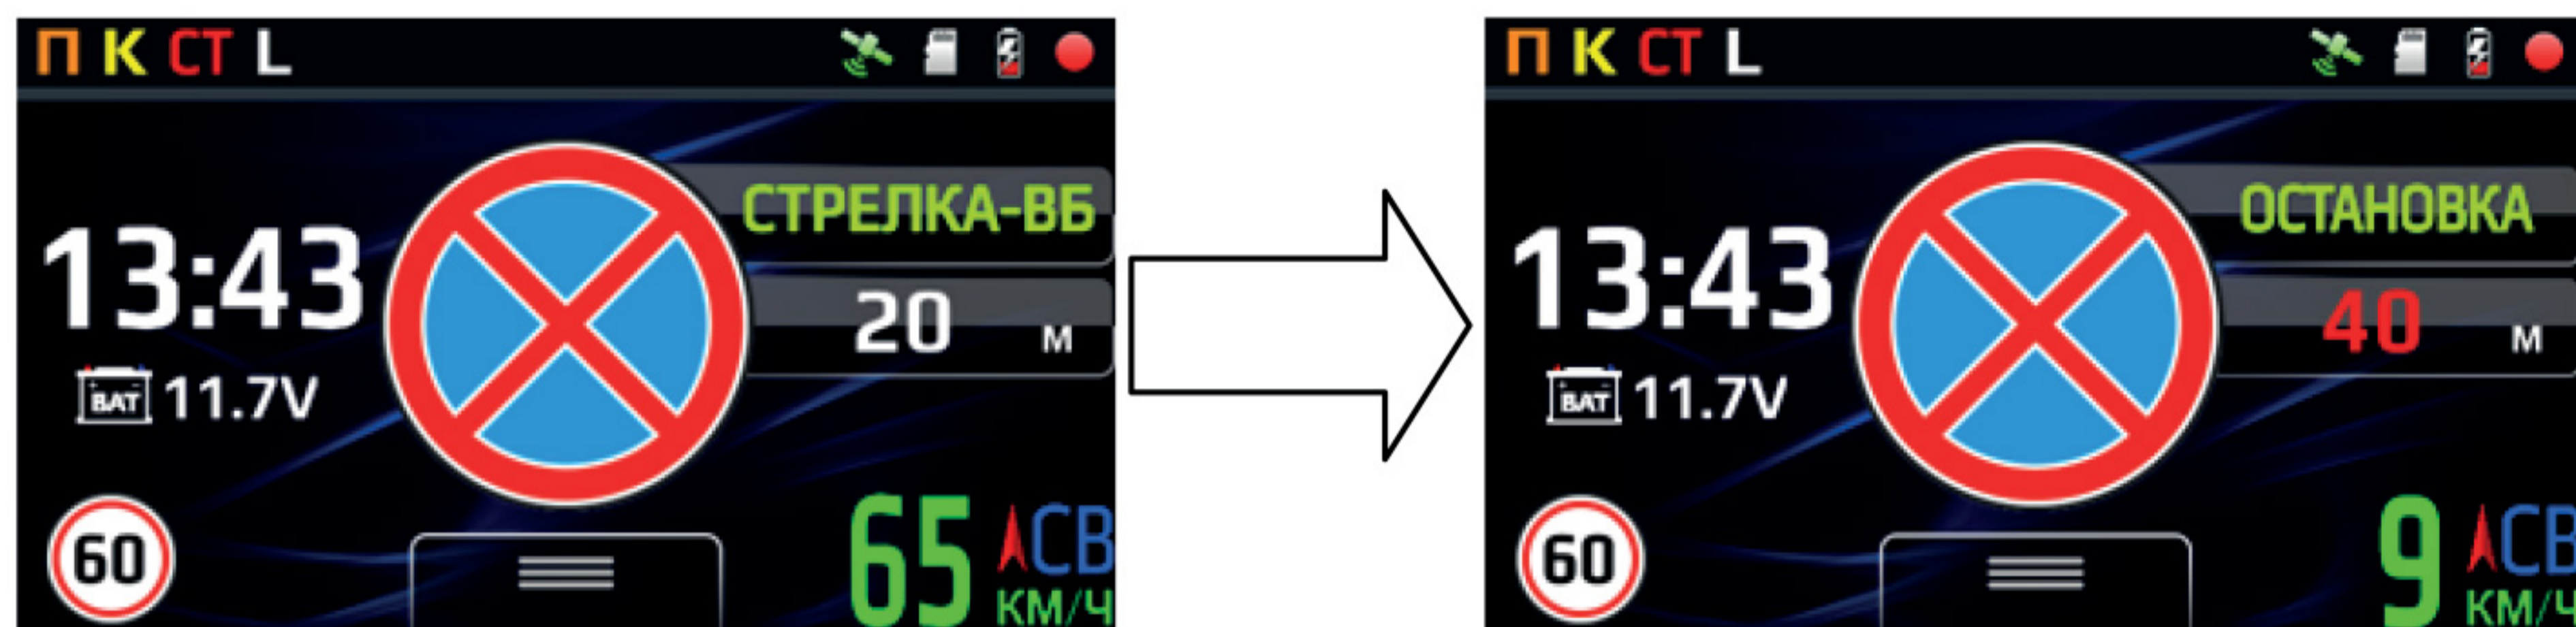 П К СТ L
СТРЕЛКА-ВБ
13:43
20 м
BAT 11.7V
60
65 СВ
КМ/Ч
П К СТ L
ОСТАНОВКА
13:43
40 м
BAT 11.7V
60
9 СВ
КМ/Ч